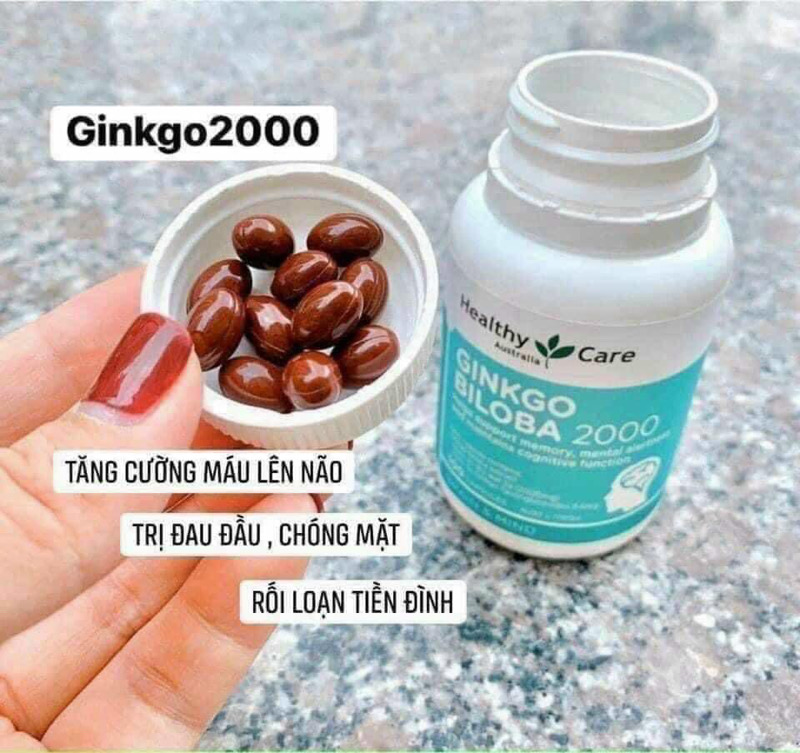 Ginkgo2000
Healthy Care
Australia
GINKGO
BILOBA 2000
support memory, mental
cognitive function
TĂNG CƯỜNG MÁU LÊN NÃO
TRỊ ĐAU ĐẦU , CHÓNG MẶT
RỐI LOẠN TIỀN ĐÌNH